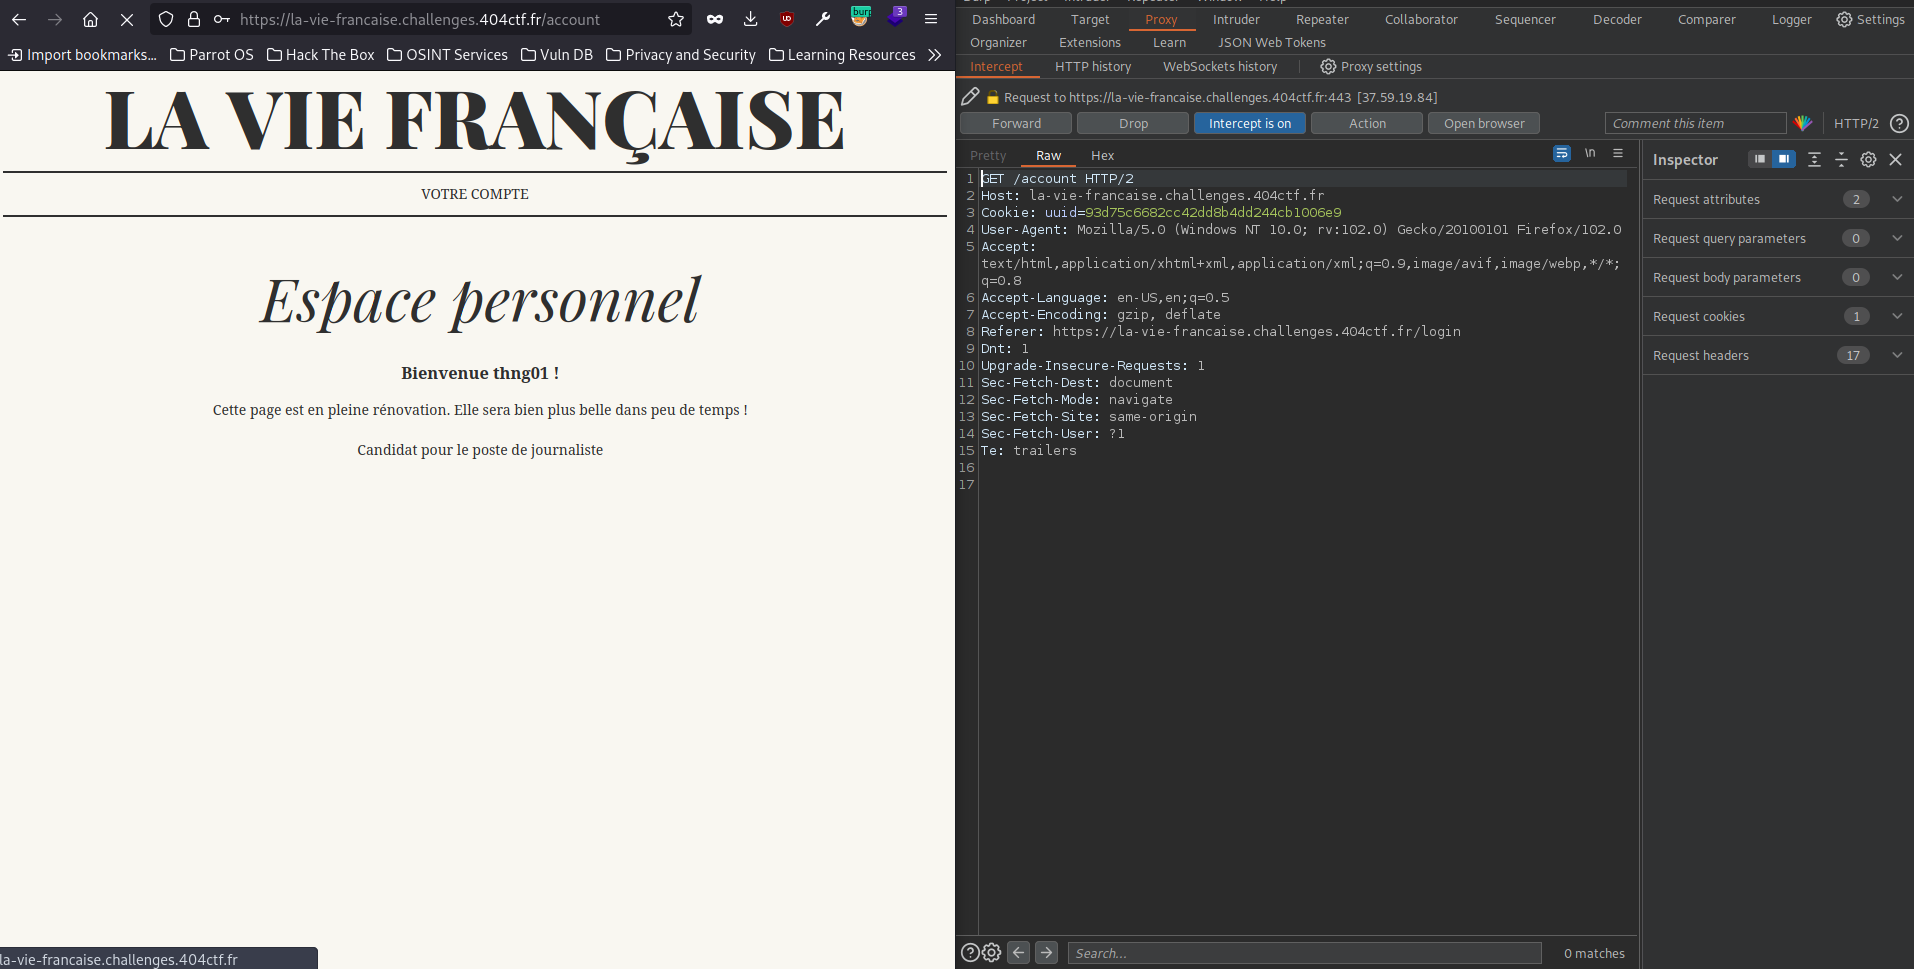 https://la-vie-francaise.challenges.404ctf.fr/account
burp
3
Import bookmarks...
Parrot OS
Hack The Box
OSINT Services
Vuln DB
Privacy and Security
Learning Resources
LA VIE FRANÇAISE
VOTRE COMPTE
Espace personnel
Bienvenue thng01 !
Cette page est en pleine rénovation. Elle sera bien plus belle dans peu de temps !
Candidat pour le poste de journaliste
la-vie-francaise.challenges.404ctf.fr
Dashboard Target Proxy Intruder Repeater Collaborator Sequencer Decoder Comparer Logger Settings
Organizer Extensions Learn JSON Web Tokens
Intercept HTTP history WebSockets history Proxy settings
Request to https://la-vie-francaise.challenges.404ctf.fr:443 [37.59.19.84]
Forward Drop Intercept is on Action Open browser Comment this item HTTP/2
Pretty Raw Hex \n
1 GET /account HTTP/2
2 Host: la-vie-francaise.challenges.404ctf.fr
3 Cookie: uuid=93d75c6682cc42dd8b4dd244cb1006e9
4 User-Agent: Mozilla/5.0 (Windows NT 10.0; rv:102.0) Gecko/20100101 Firefox/102.0
5 Accept:
text/html,application/xhtml+xml,application/xml;q=0.9,image/avif,image/webp,*/*;
q=0.8
6 Accept-Language: en-US,en;q=0.5
7 Accept-Encoding: gzip, deflate
8 Referer: https://la-vie-francaise.challenges.404ctf.fr/login
9 Dnt: 1
10 Upgrade-Insecure-Requests: 1
11 Sec-Fetch-Dest: document
12 Sec-Fetch-Mode: navigate
13 Sec-Fetch-Site: same-origin
14 Sec-Fetch-User: ?1
15 Te: trailers
16
17
Search...
0 matches
Inspector
Request attributes 2
Request query parameters 0
Request body parameters 0
Request cookies 1
Request headers 17